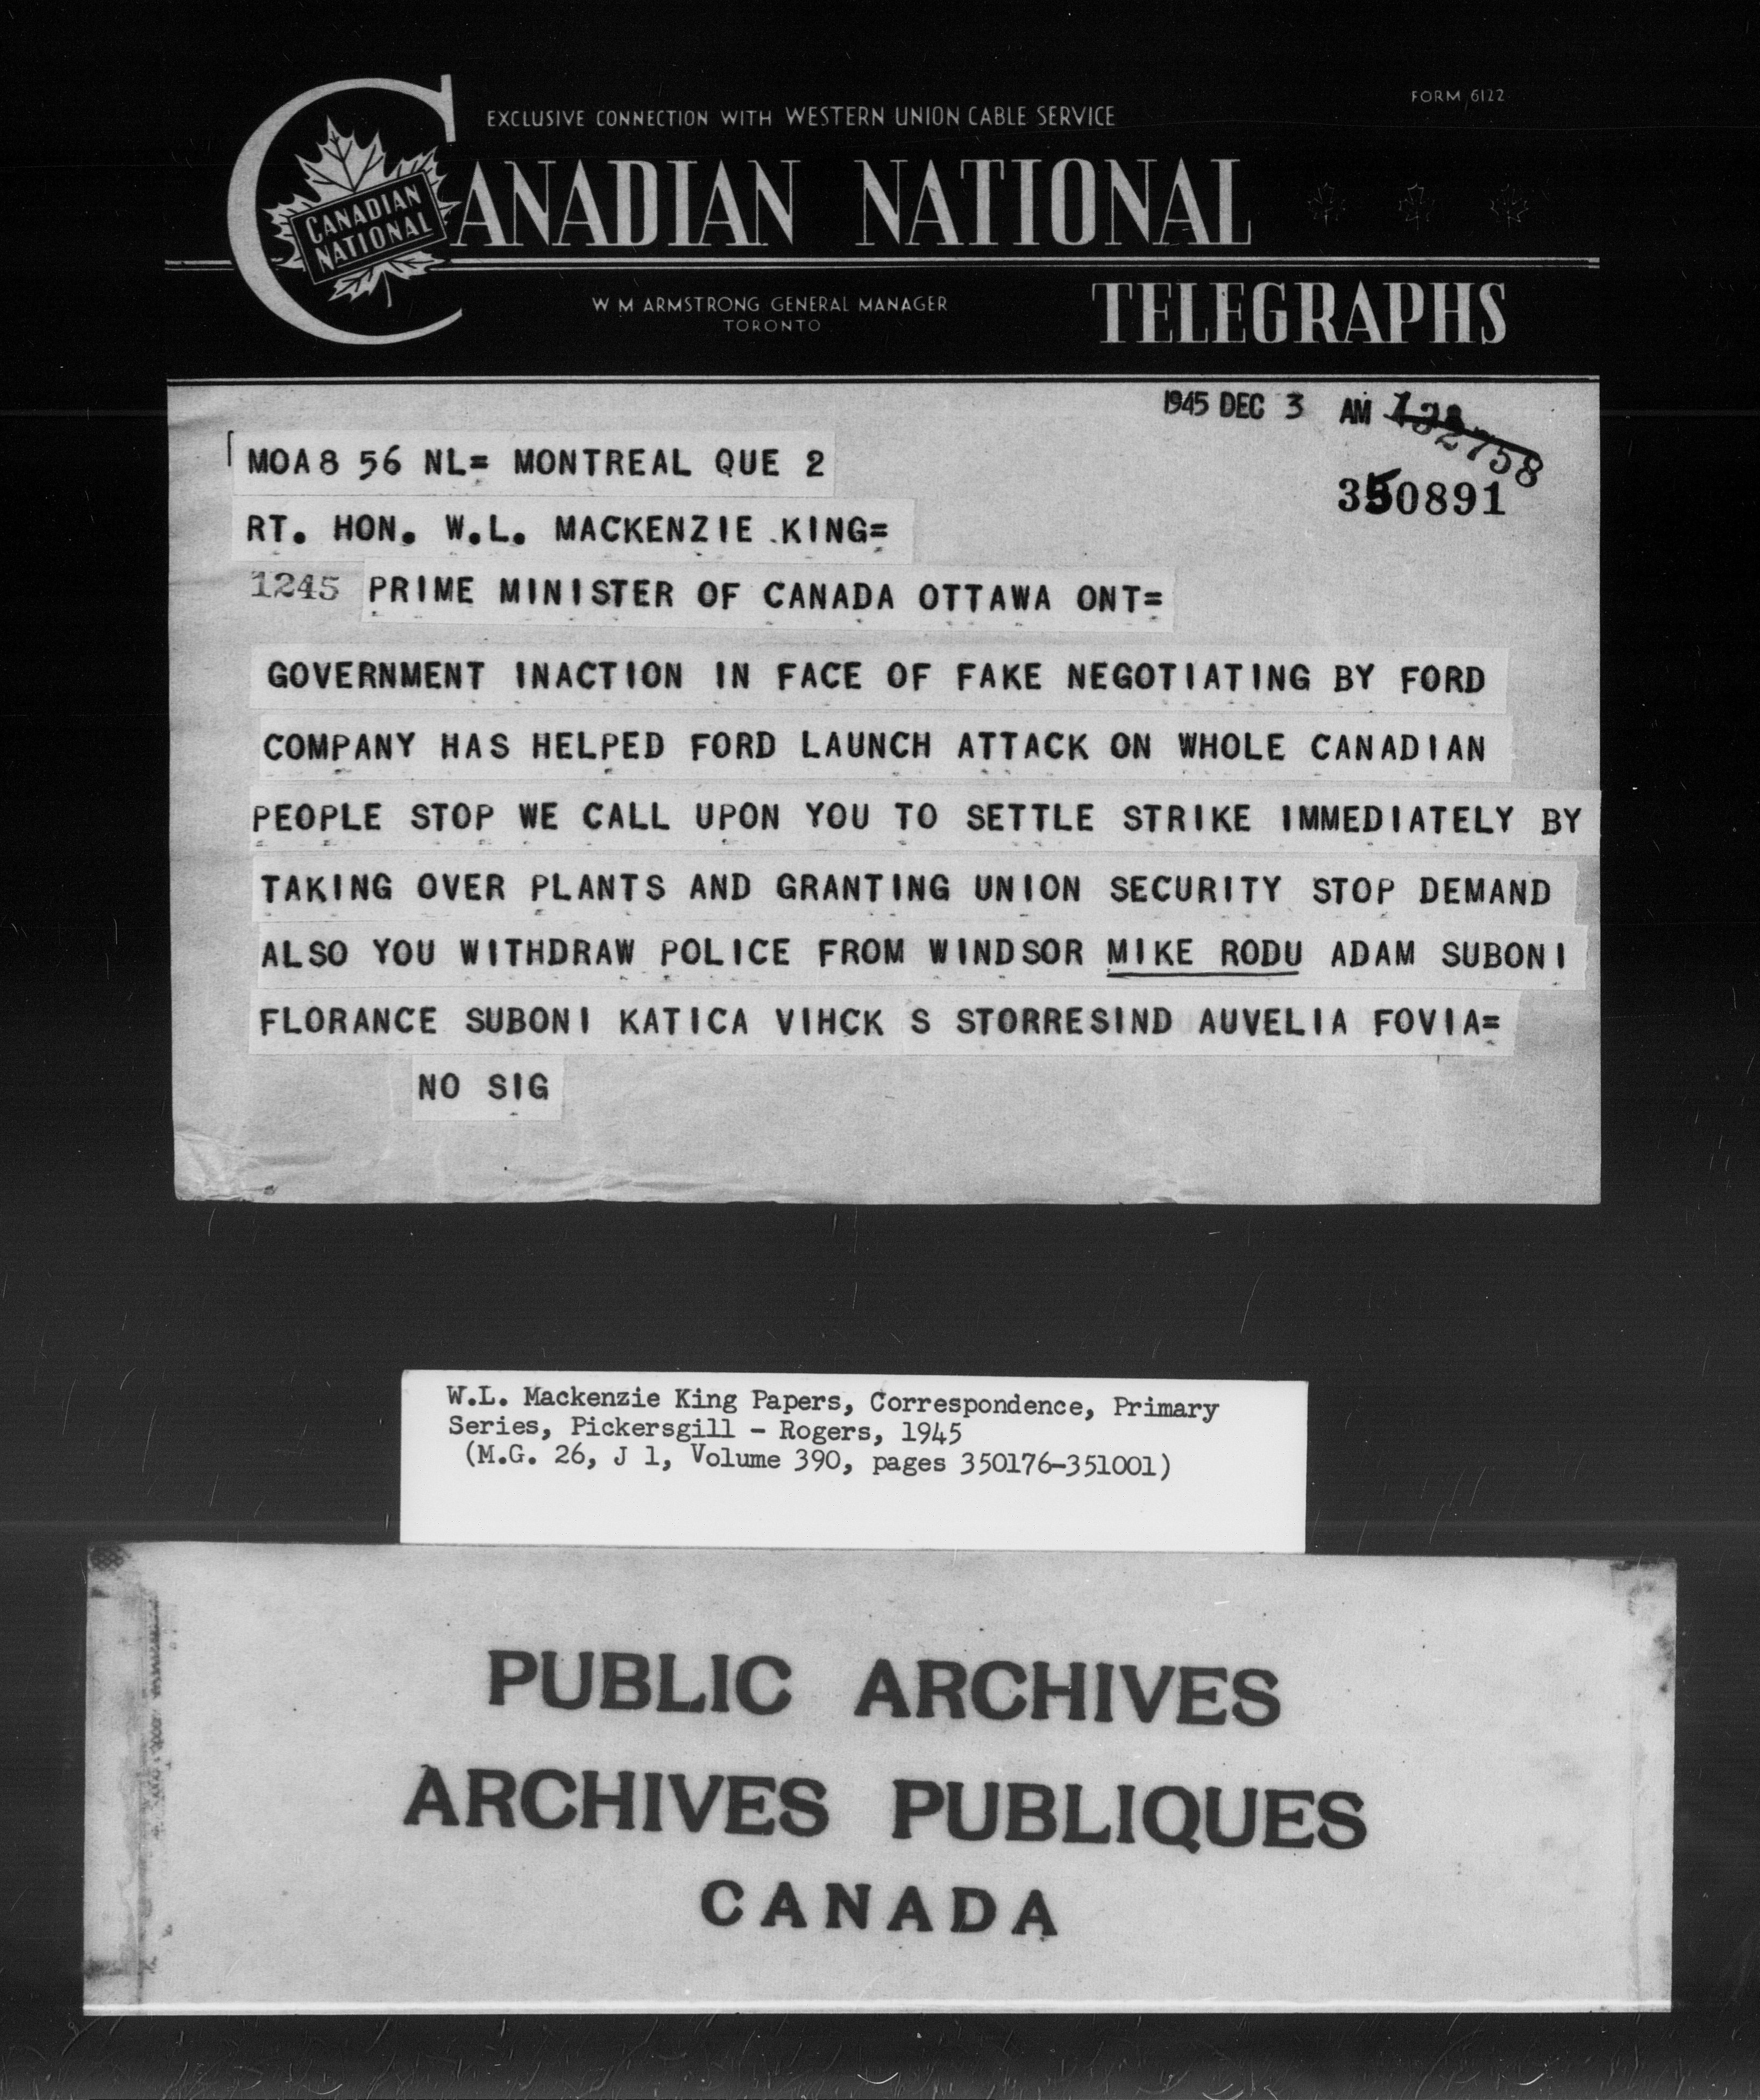 EXCLUSIVE CONNECTION WITH WESTERN UNION CABLE SERVICE
FORM 6122
CANADIAN NATIONAL
CANADIAN
NATIONAL
W M ARMSTRONG GENERAL MANAGER
TORONTO
TELEGRAPHS
1945 DEC 3 AM
350891
MOA8 56 NL= MONTREAL QUE 2
RT. HON. W.L. MACKENZIE KING=
1245 PRIME MINISTER OF CANADA OTTAWA ONT=
GOVERNMENT INACTION IN FACE OF FAKE NEGOTIATING BY FORD
COMPANY HAS HELPED FORD LAUNCH ATTACK ON WHOLE CANADIAN
PEOPLE STOP WE CALL UPON YOU TO SETTLE STRIKE IMMEDIATELY BY
TAKING OVER PLANTS AND GRANTING UNION SECURITY STOP DEMAND
ALSO YOU WITHDRAW POLICE FROM WINDSOR MIKE RODU ADAM SUBONI
FLORANCE SUBONI KATICA VIHCK S STORRESIND AUVELIA FOVIA=
NO SIG
W.L. Mackenzie King Papers, Correspondence, Primary
Series, Pickersgill - Rogers, 1945
(M.G. 26, J 1, Volume 390, pages 350176-351001)
PUBLIC ARCHIVES
ARCHIVES PUBLIQUES
CANADA